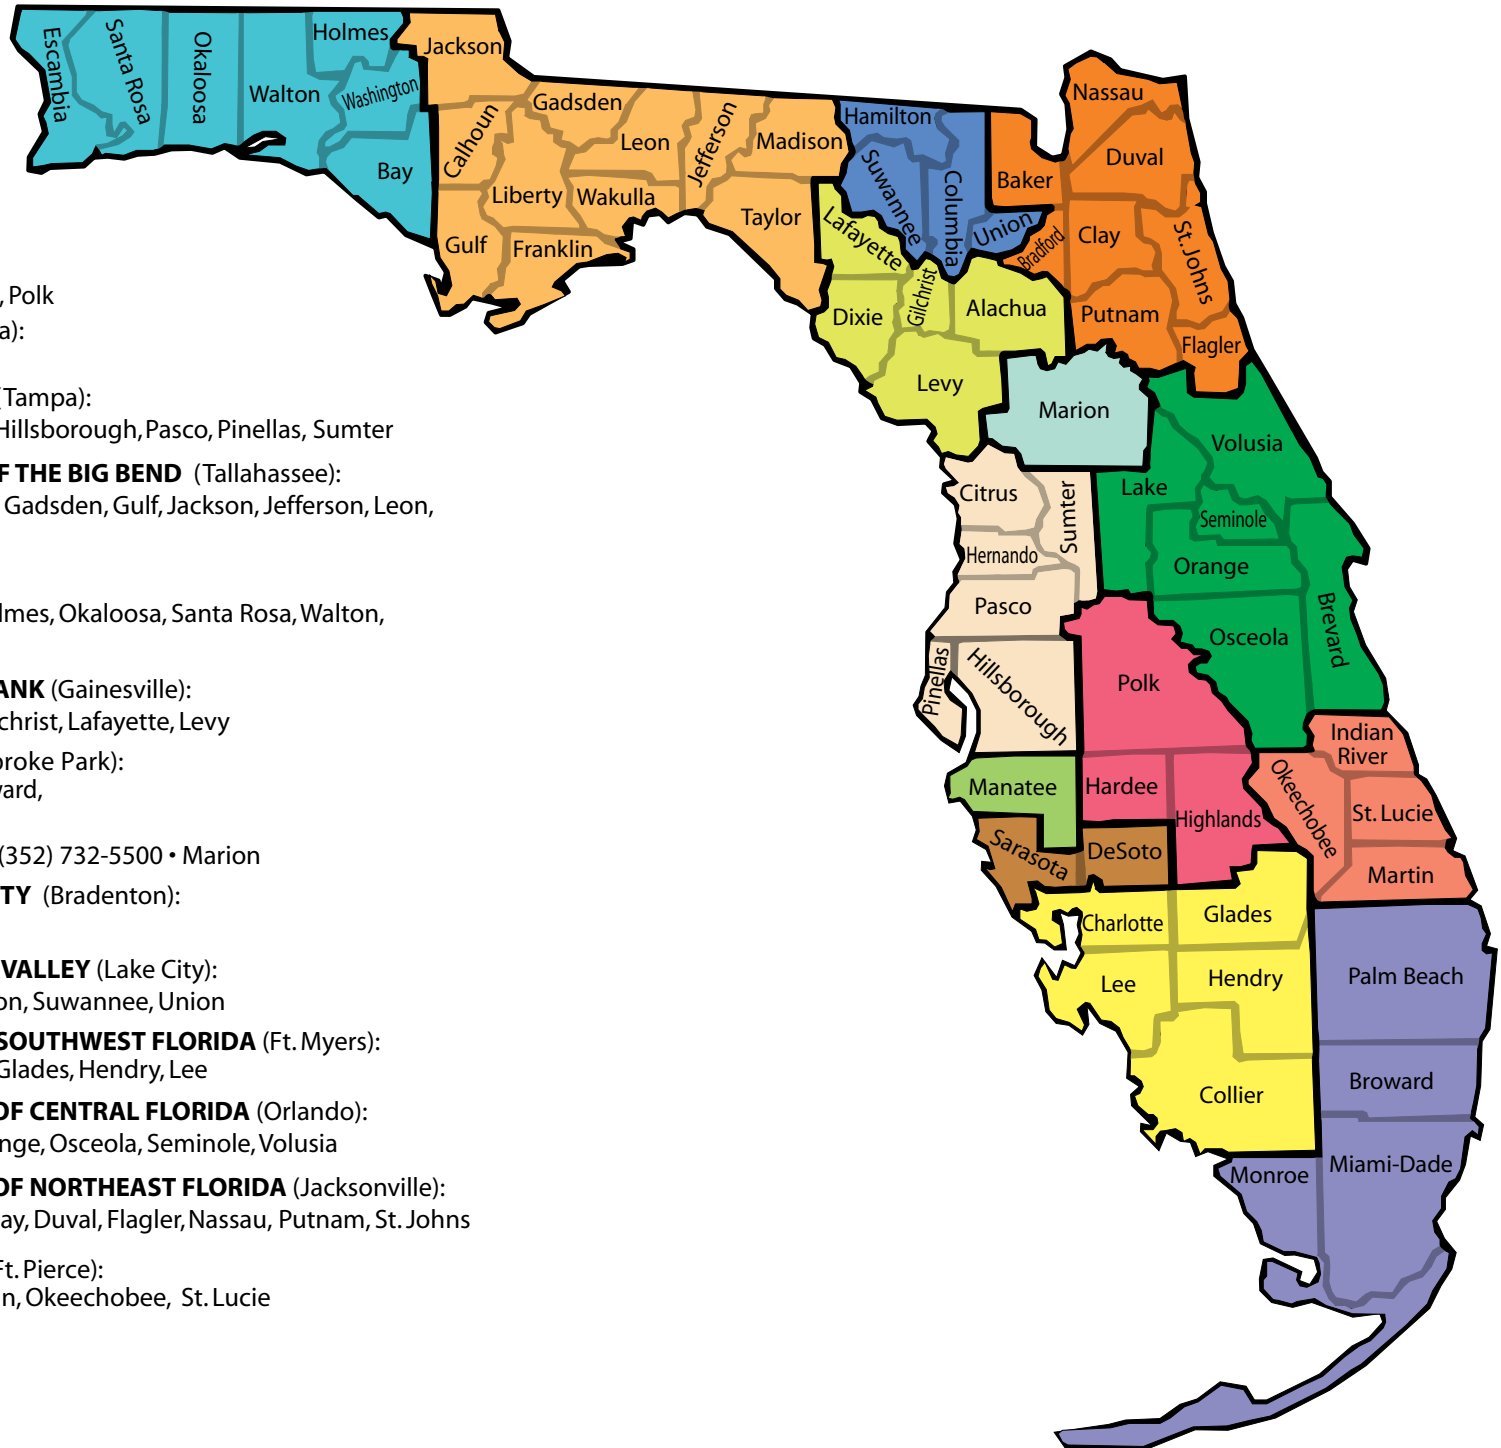 , Polk
a):
(Tampa):
Hillsborough, Pasco, Pinellas, Sumter
F THE BIG BEND (Tallahassee):
Gadsden, Gulf, Jackson, Jefferson, Leon,
lmes, Okaloosa, Santa Rosa, Walton,
ANK (Gainesville):
christ, Lafayette, Levy
broke Park):
vard,
(352) 732-5500 • Marion
TY (Bradenton):
VALLEY (Lake City):
on, Suwannee, Union
SOUTHWEST FLORIDA (Ft. Myers):
Glades, Hendry, Lee
OF CENTRAL FLORIDA (Orlando):
nge, Osceola, Seminole, Volusia
OF NORTHEAST FLORIDA (Jacksonville):
ay, Duval, Flagler, Nassau, Putnam, St. Johns
Ft. Pierce):
n, Okeechobee, St. Lucie
Escambia
Santa Rosa
Okaloosa
Walton
Holmes
Washington
Bay
Jackson
Calhoun
Gadsden
Liberty
Gulf
Franklin
Leon
Wakulla
Jefferson
Madison
Taylor
Hamilton
Suwannee
Columbia
Union
Lafayette
Dixie
Gilchrist
Alachua
Levy
Nassau
Duval
Baker
Bradford
Clay
St. Johns
Putnam
Flagler
Marion
Volusia
Lake
Seminole
Orange
Osceola
Brevard
Citrus
Sumter
Hernando
Pasco
Pinellas
Hillsborough
Polk
Hardee
Highlands
Manatee
Sarasota
DeSoto
Indian
River
Okeechobee
St. Lucie
Martin
Charlotte
Glades
Lee
Hendry
Collier
Palm Beach
Broward
Miami-Dade
Monroe